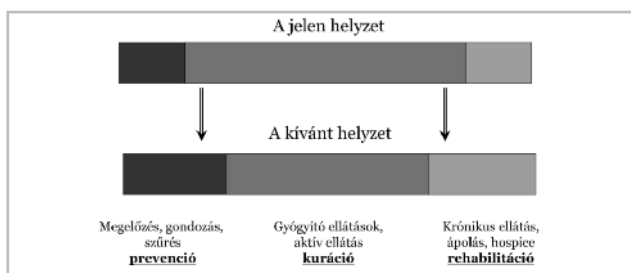 A jelen helyzet
A kívánt helyzet
Megelőzés, gondozás,
szűrés
prevenció
Gyógyító ellátások,
aktív ellátás
kuráció
Krónikus ellátás,
ápolás, hospice
rehabilitáció